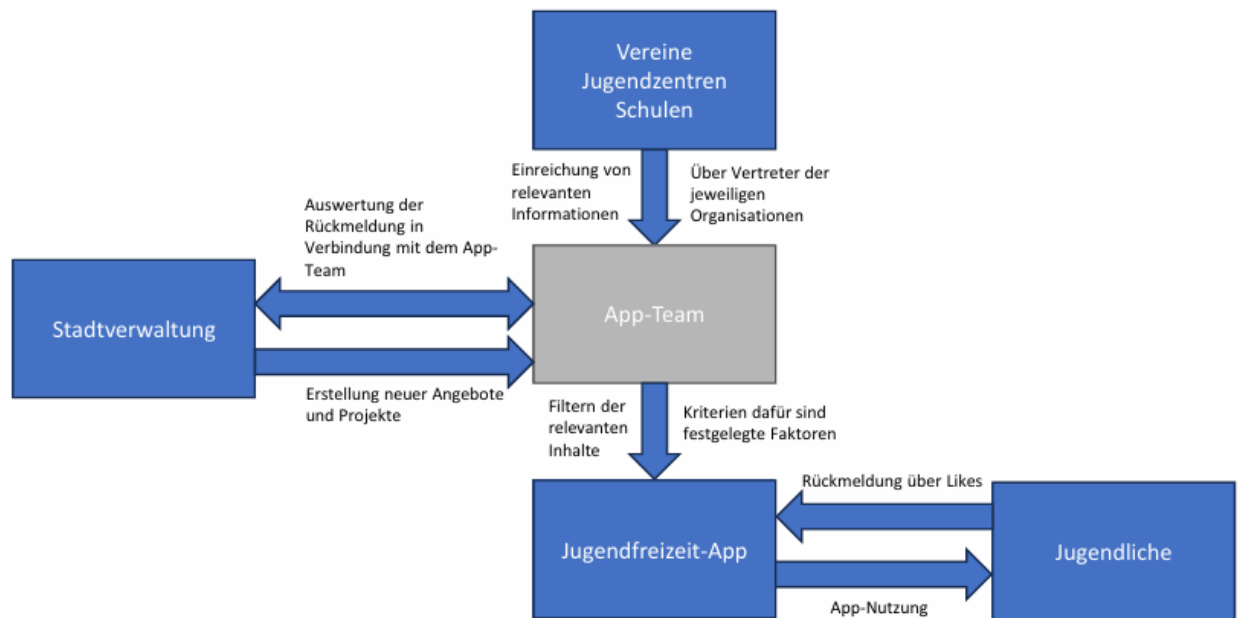 Vereine
Jugendzentren
Schulen
Einreichung von
relevanten
Informationen
Über Vertreter der
jeweiligen
Organisationen
Auswertung der
Rückmeldung in
Verbindung mit dem App-
Team
Stadtverwaltung
App-Team
Erstellung neuer Angebote
und Projekte
Filtern der
relevanten
Inhalte
Kriterien dafür sind
festgelegte Faktoren
Rückmeldung über Likes
Jugendfreizeit-App
Jugendliche
App-Nutzung